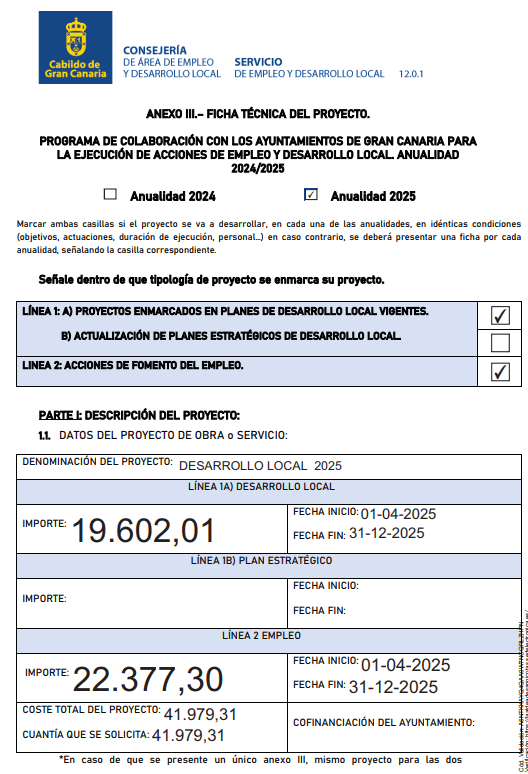 Cabildo de
Gran Canaria
CONSEJERÍA
DE ÁREA DE EMPLEO
Y DESARROLLO LOCAL
SERVICIO
DE EMPLEO Y DESARROLLO LOCAL
12.0.1
ANEXO III.– FICHA TÉCNICA DEL PROYECTO.
PROGRAMA DE COLABORACIÓN CON LOS AYUNTAMIENTOS DE GRAN CANARIA PARA
LA EJECUCIÓN DE ACCIONES DE EMPLEO Y DESARROLLO LOCAL. ANUALIDAD
2024/2025
Anualidad 2024
✓ Anualidad 2025
Marcar ambas casillas si el proyecto se va a desarrollar, en cada una de las anualidades, en idénticas condiciones
(objetivos, actuaciones, duración de ejecución, personal..) en caso contrario, se deberá presentar una ficha por cada
anualidad, señalando la casilla correspondiente.
Señale dentro de que tipología de proyecto se enmarca su proyecto.
LÍNEA 1: A) PROYECTOS ENMARCADOS EN PLANES DE DESARROLLO LOCAL VIGENTES. ✓
B) ACTUALIZACIÓN DE PLANES ESTRATÉGICOS DE DESARROLLO LOCAL.
LINEA 2: ACCIONES DE FOMENTO DEL EMPLEO. ✓
PARTE I: DESCRIPCIÓN DEL PROYECTO:
1.1. DATOS DEL PROYECTO DE OBRA o SERVICIO:
DENOMINACIÓN DEL PROYECTO: DESARROLLO LOCAL 2025
LÍNEA 1A) DESARROLLO LOCAL
IMPORTE: 19.602,01
FECHA INICIO: 01-04-2025
FECHA FIN: 31-12-2025
LÍNEA 1B) PLAN ESTRATÉGICO
IMPORTE:
FECHA INICIO:
FECHA FIN:
LÍNEA 2 EMPLEO
IMPORTE: 22.377,30
FECHA INICIO: 01-04-2025
FECHA FIN: 31-12-2025
COSTE TOTAL DEL PROYECTO: 41.979,31
CUANTÍA QUE SE SOLICITA: 41.979,31
COFINANCIACIÓN DEL AYUNTAMIENTO:
*En caso de que se presente un único anexo III, mismo proyecto para las dos